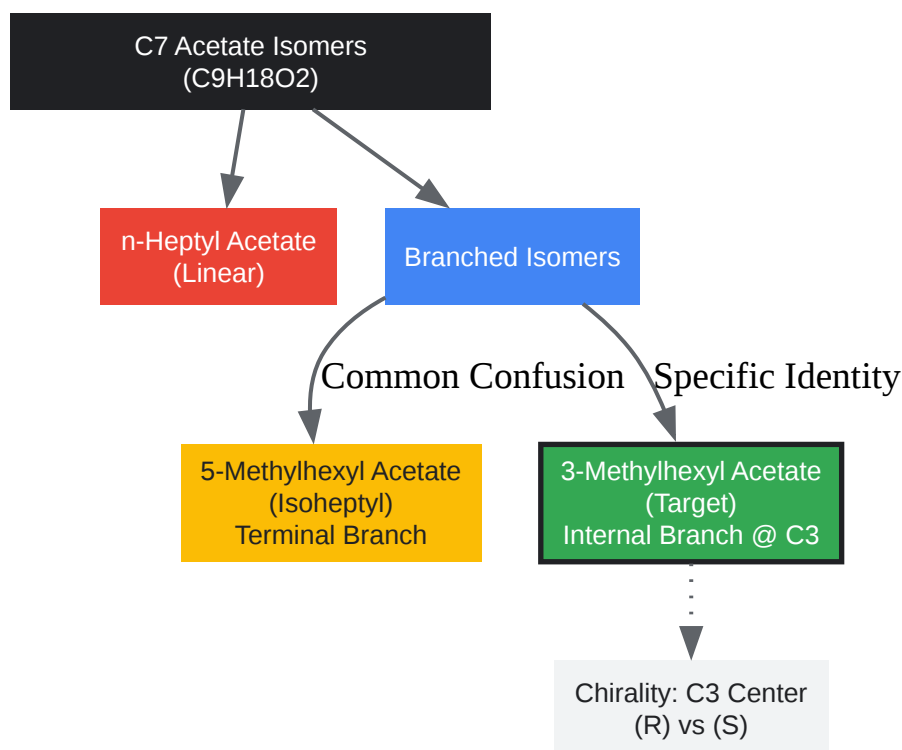 C7 Acetate Isomers
(C9H18O2)
n-Heptyl Acetate
(Linear)
Branched Isomers
Common Confusion
Specific Identity
5-Methylhexyl Acetate
(Isoheptyl)
Terminal Branch
3-Methylhexyl Acetate
(Target)
Internal Branch @ C3
Chirality: C3 Center
(R) vs (S)